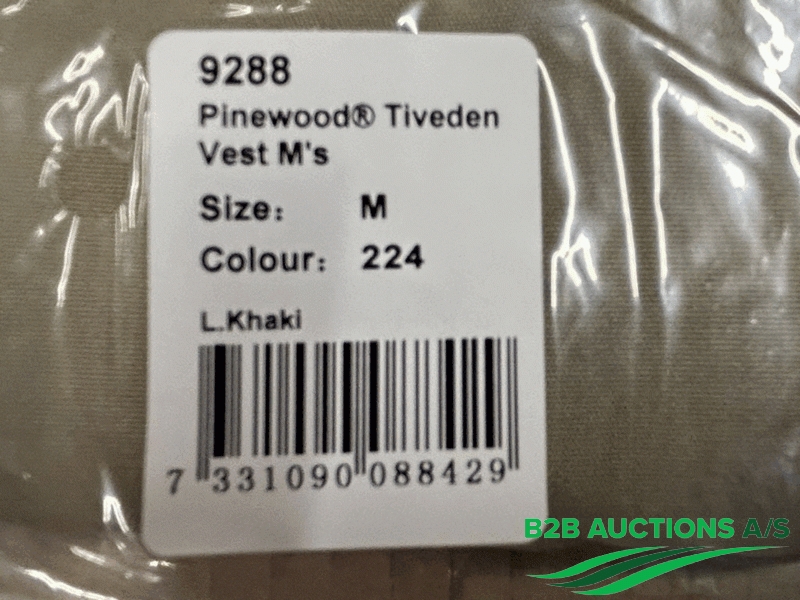 9288
Pinewood® Tiveden
Vest M's
Size: M
Colour: 224
L.Khaki
7 331090 088429
B2B AUCTIONS A/S